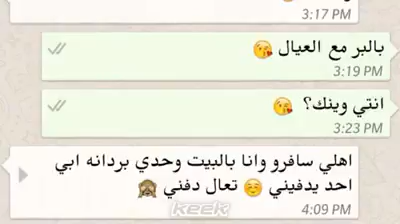 3:17 PM
بالبر مع العيال 😘
3:19 PM
انتي وينك؟ 😘
3:23 PM
اهلي سافرو وانا بالبيت وحدي بردانه ابي
احد يدفيني ☺️ تعال دفني 🙈
4:09 PM
keek